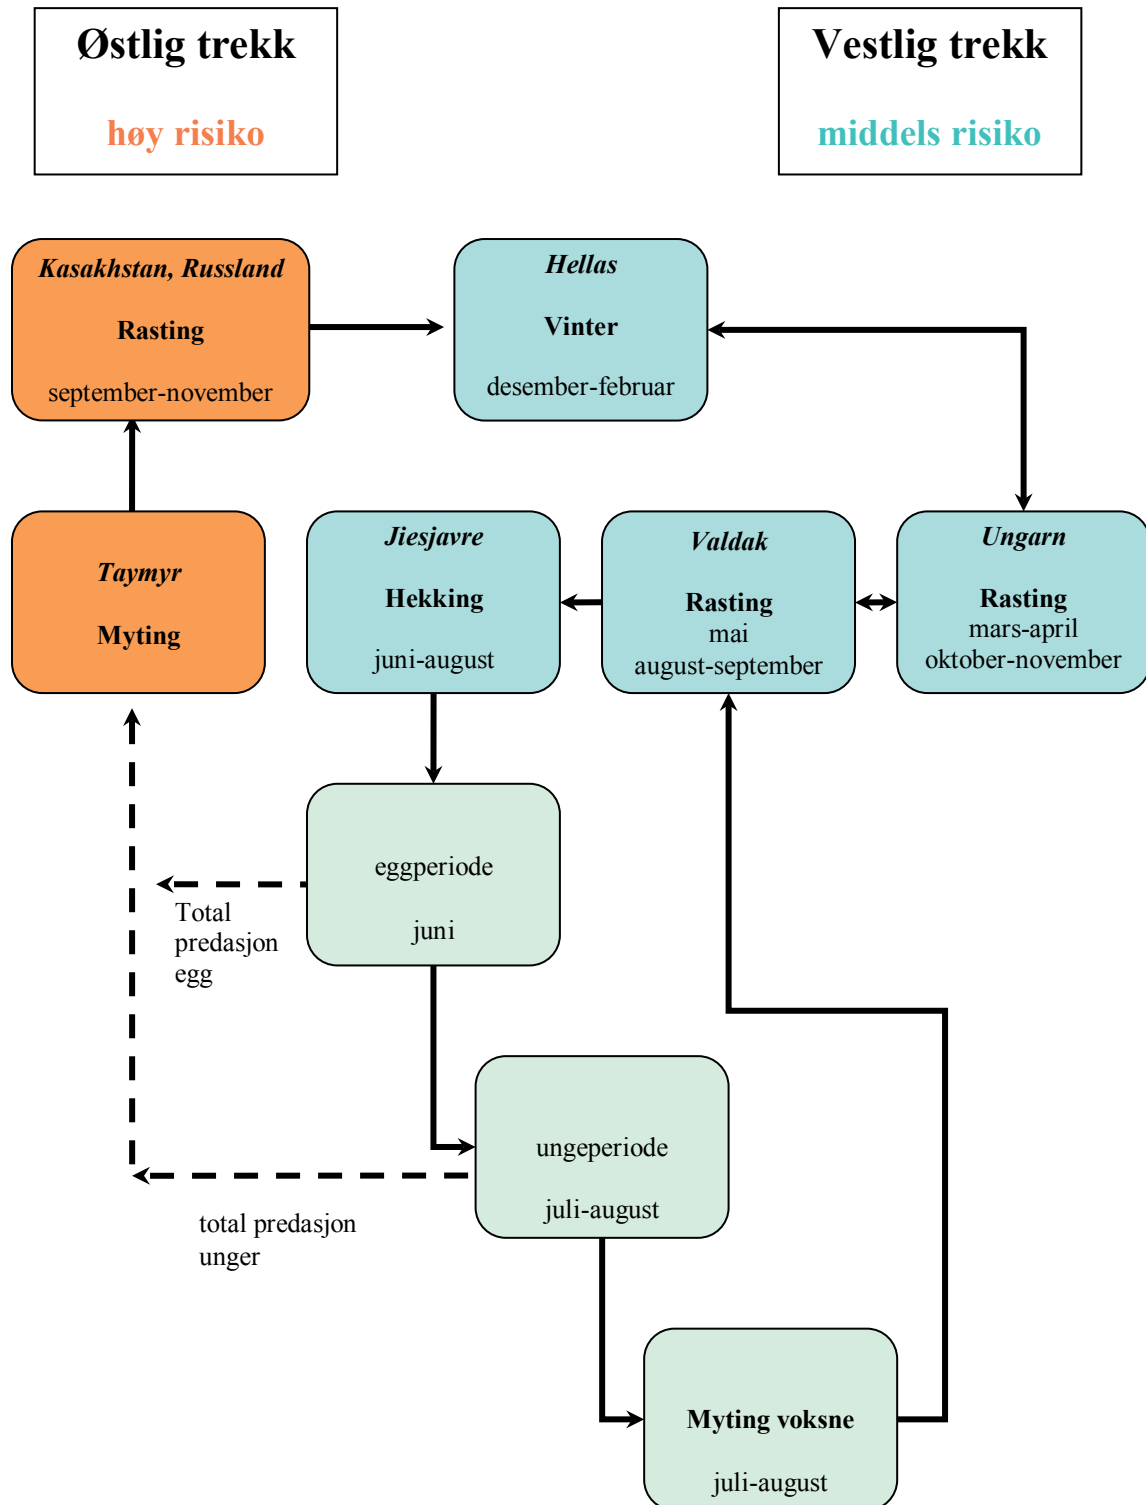 Østlig trekk
høy risiko
Vestlig trekk
middels risiko
Kasakhstan, Russland
Rasting
september-november
Hellas
Vinter
desember-februar
Taymyr
Myting
Jiesjavre
Hekking
juni-august
Valdak
Rasting
mai
august-september
Ungarn
Rasting
mars-april
oktober-november
eggperiode
juni
Total
predasjon
egg
ungeperiode
juli-august
total predasjon
unger
Myting voksne
juli-august